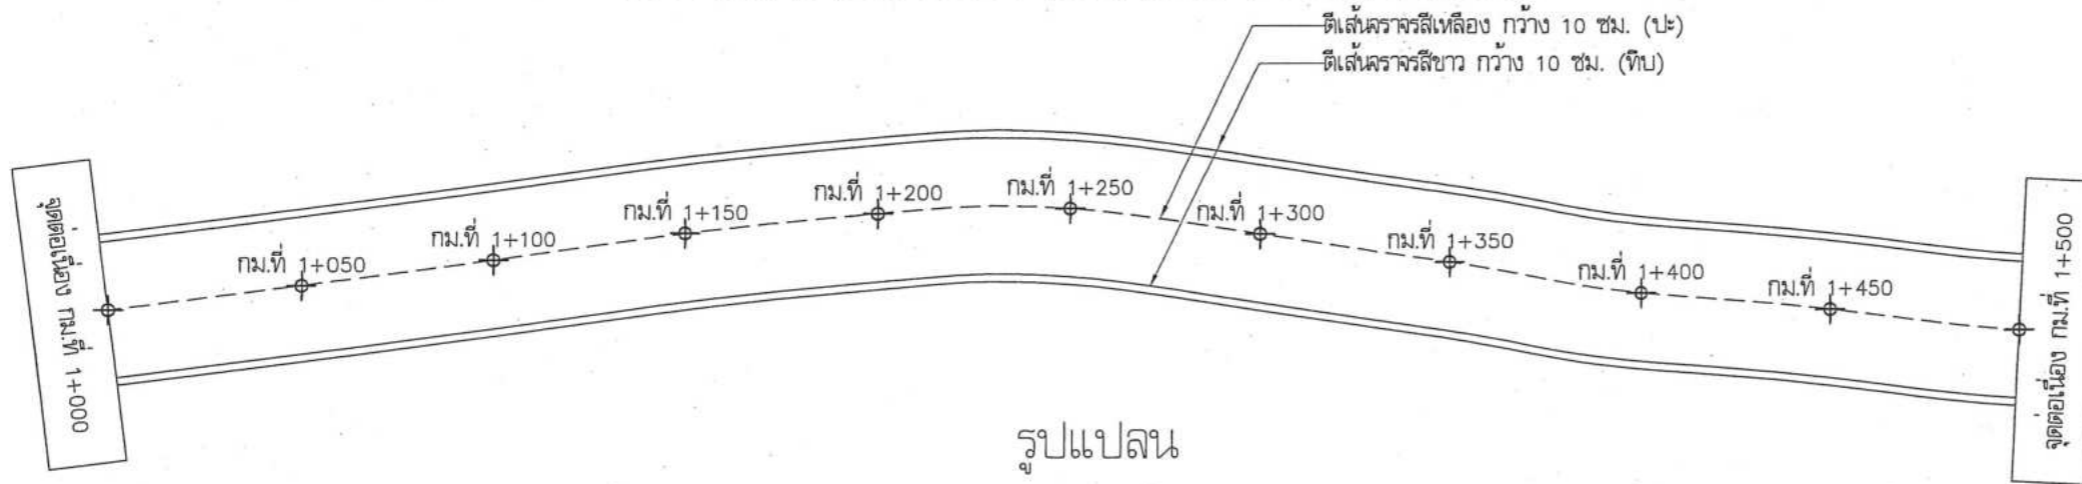 ตีเส้นจราจรสีเหลือง กว้าง 10 ซม. (ปะ)
ตีเส้นจราจรสีขาว กว้าง 10 ซม. (ทึบ)
จุดต่อเนื่อง กม.ที่ 1+000
กม.ที่ 1+050
กม.ที่ 1+100
กม.ที่ 1+150
กม.ที่ 1+200
กม.ที่ 1+250
กม.ที่ 1+300
กม.ที่ 1+350
กม.ที่ 1+400
กม.ที่ 1+450
จุดต่อเนื่อง กม.ที่ 1+500
รูปแปลน